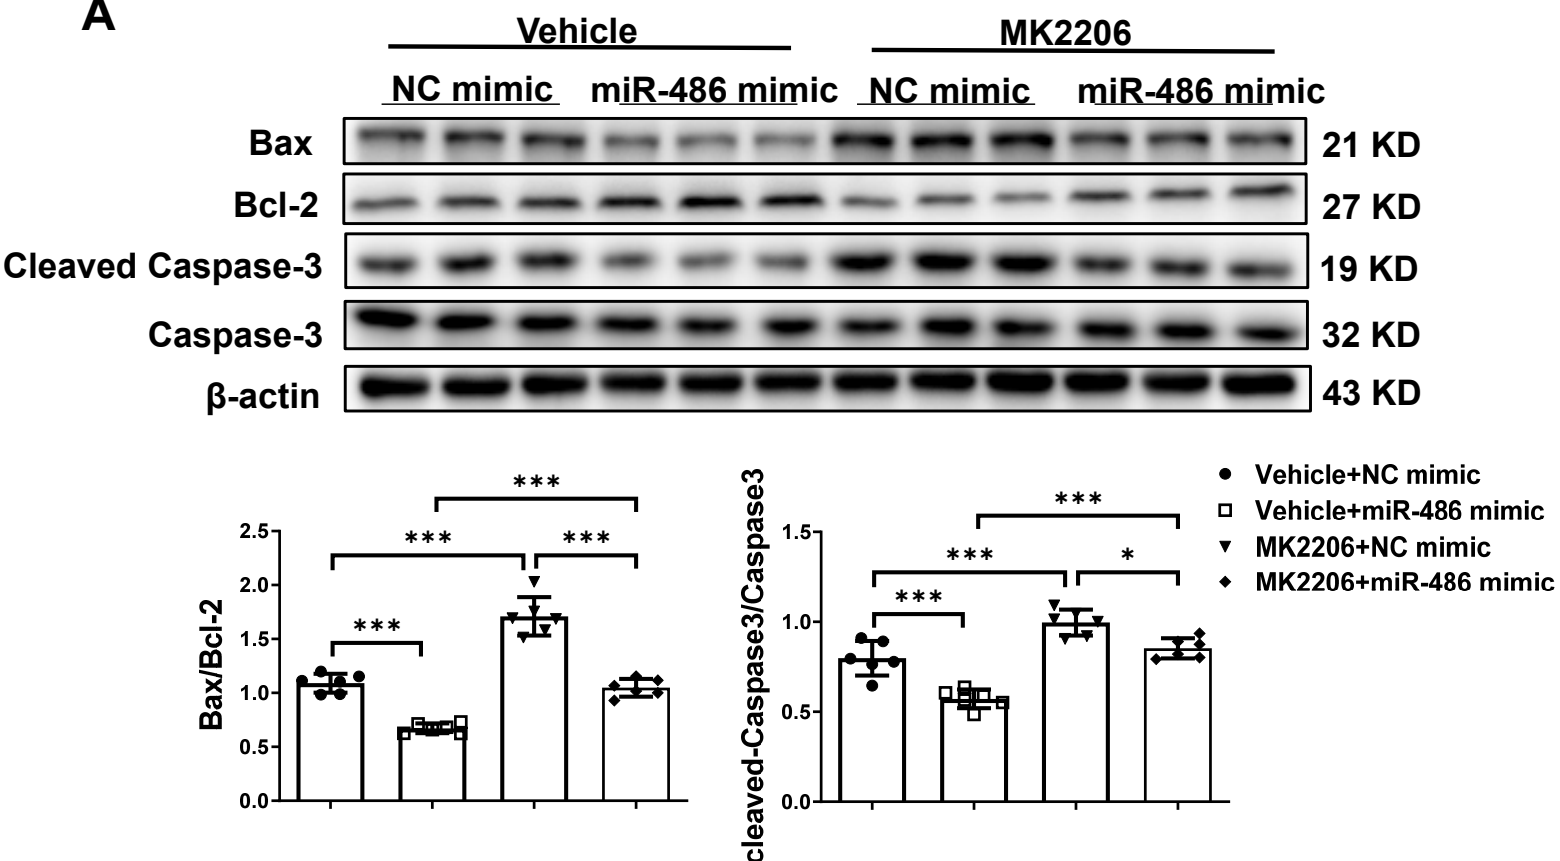 A
Vehicle
MK2206
NC mimic
miR-486 mimic
NC mimic
miR-486 mimic
Bax
21 KD
Bcl-2
27 KD
Cleaved Caspase-3
19 KD
Caspase-3
32 KD
β-actin
43 KD
Bax/Bcl-2
2.5
2.0
1.5
1.0
0.5
0.0
***
***
***
***
cleaved-Caspase3/Caspase3
1.5
1.0
0.5
0.0
***
***
*
***
Vehicle+NC mimic
Vehicle+miR-486 mimic
MK2206+NC mimic
MK2206+miR-486 mimic